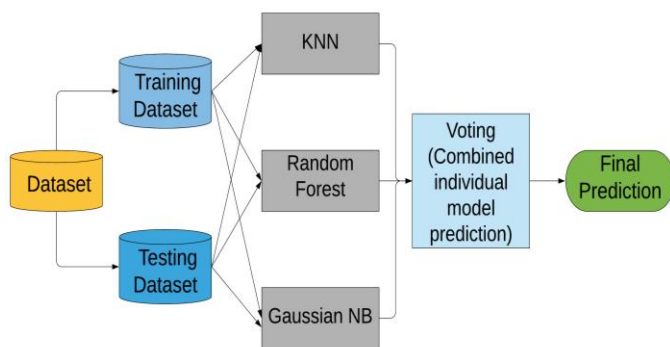 Dataset
Training
Dataset
Testing
Dataset
KNN
Random
Forest
Gaussian NB
Voting
(Combined
individual
model
prediction)
Final
Prediction